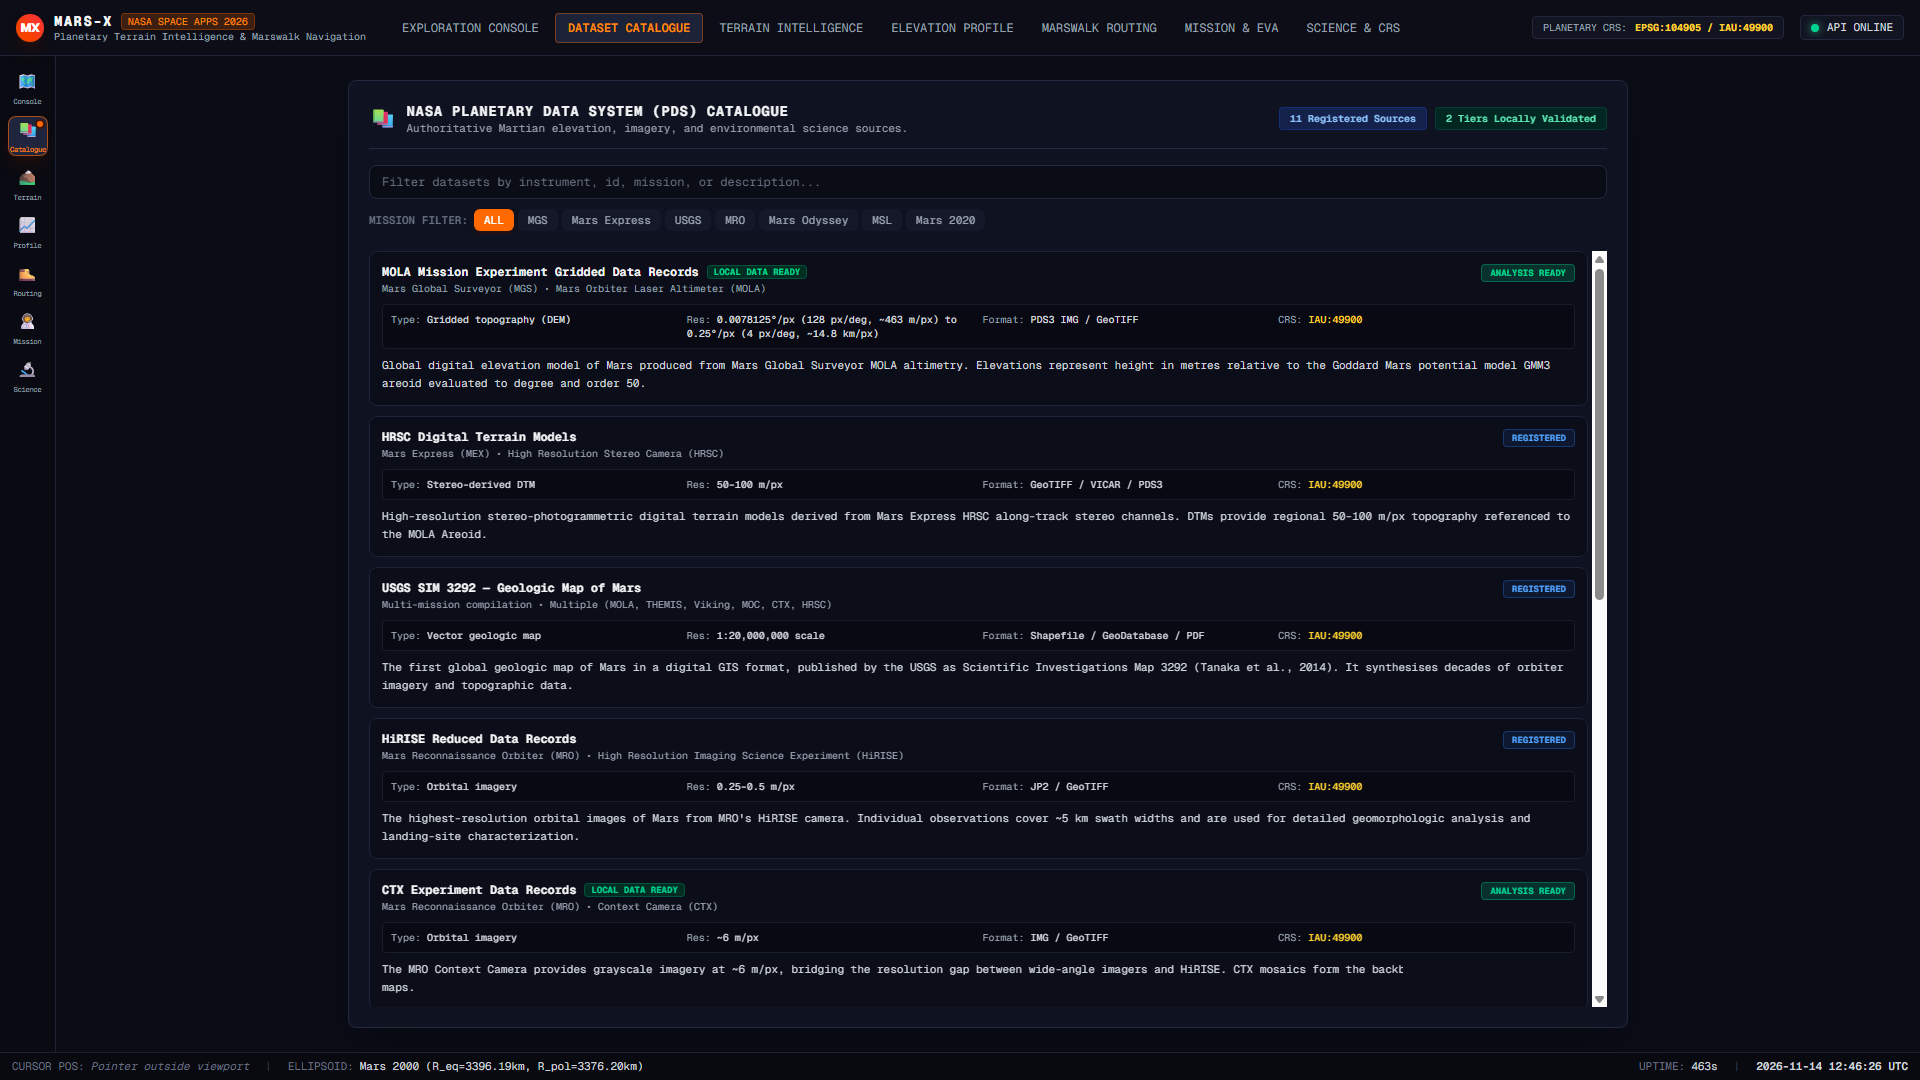 MX
MARS-X NASA SPACE APPS 2026
Planetary Terrain Intelligence & Marswalk Navigation
EXPLORATION CONSOLE
DATASET CATALOGUE
TERRAIN INTELLIGENCE
ELEVATION PROFILE
MARSWALK ROUTING
MISSION & EVA
SCIENCE & CRS
PLANETARY CRS: EPSG:104905 / IAU:49900
API ONLINE
Console
Catalogue
Terrain
Profile
Routing
Mission
Science
NASA PLANETARY DATA SYSTEM (PDS) CATALOGUE
Authoritative Martian elevation, imagery, and environmental science sources.
11 Registered Sources
2 Tiers Locally Validated
Filter datasets by instrument, id, mission, or description...
MISSION FILTER: ALL MGS Mars Express USGS MRO Mars Odyssey MSL Mars 2020
MOLA Mission Experiment Gridded Data Records LOCAL DATA READY
ANALYSIS READY
Mars Global Surveyor (MGS) • Mars Orbiter Laser Altimeter (MOLA)
Type: Gridded topography (DEM)
Res: 0.0078125°/px (128 px/deg, ~463 m/px) to
0.25°/px (4 px/deg, ~14.8 km/px)
Format: PDS3 IMG / GeoTIFF
CRS: IAU:49900
Global digital elevation model of Mars produced from Mars Global Surveyor MOLA altimetry. Elevations represent height in metres relative to the Goddard Mars potential model GMM3
areoid evaluated to degree and order 50.
HRSC Digital Terrain Models
REGISTERED
Mars Express (MEX) • High Resolution Stereo Camera (HRSC)
Type: Stereo-derived DTM
Res: 50-100 m/px
Format: GeoTIFF / VICAR / PDS3
CRS: IAU:49900
High-resolution stereo-photogrammetric digital terrain models derived from Mars Express HRSC along-track stereo channels. DTMs provide regional 50-100 m/px topography referenced to
the MOLA Areoid.
USGS SIM 3292 — Geologic Map of Mars
REGISTERED
Multi-mission compilation • Multiple (MOLA, THEMIS, Viking, MOC, CTX, HRSC)
Type: Vector geologic map
Res: 1:20,000,000 scale
Format: Shapefile / GeoDatabase / PDF
CRS: IAU:49900
The first global geologic map of Mars in a digital GIS format, published by the USGS as Scientific Investigations Map 3292 (Tanaka et al., 2014). It synthesises decades of orbiter
imagery and topographic data.
HiRISE Reduced Data Records
REGISTERED
Mars Reconnaissance Orbiter (MRO) • High Resolution Imaging Science Experiment (HiRISE)
Type: Orbital imagery
Res: 0.25-0.5 m/px
Format: JP2 / GeoTIFF
CRS: IAU:49900
The highest-resolution orbital images of Mars from MRO's HiRISE camera. Individual observations cover ~5 km swath widths and are used for detailed geomorphologic analysis and
landing-site characterization.
CTX Experiment Data Records LOCAL DATA READY
ANALYSIS READY
Mars Reconnaissance Orbiter (MRO) • Context Camera (CTX)
Type: Orbital imagery
Res: ~6 m/px
Format: IMG / GeoTIFF
CRS: IAU:49900
The MRO Context Camera provides grayscale imagery at ~6 m/px, bridging the resolution gap between wide-angle imagers and HiRISE. CTX mosaics form the
maps.
CURSOR POS: Pointer outside viewport | ELLIPSOID: Mars 2000 (R_eq=3396.19km, R_pol=3376.20km)
UPTIME: 463s | 2026-11-14 12:46:26 UTC